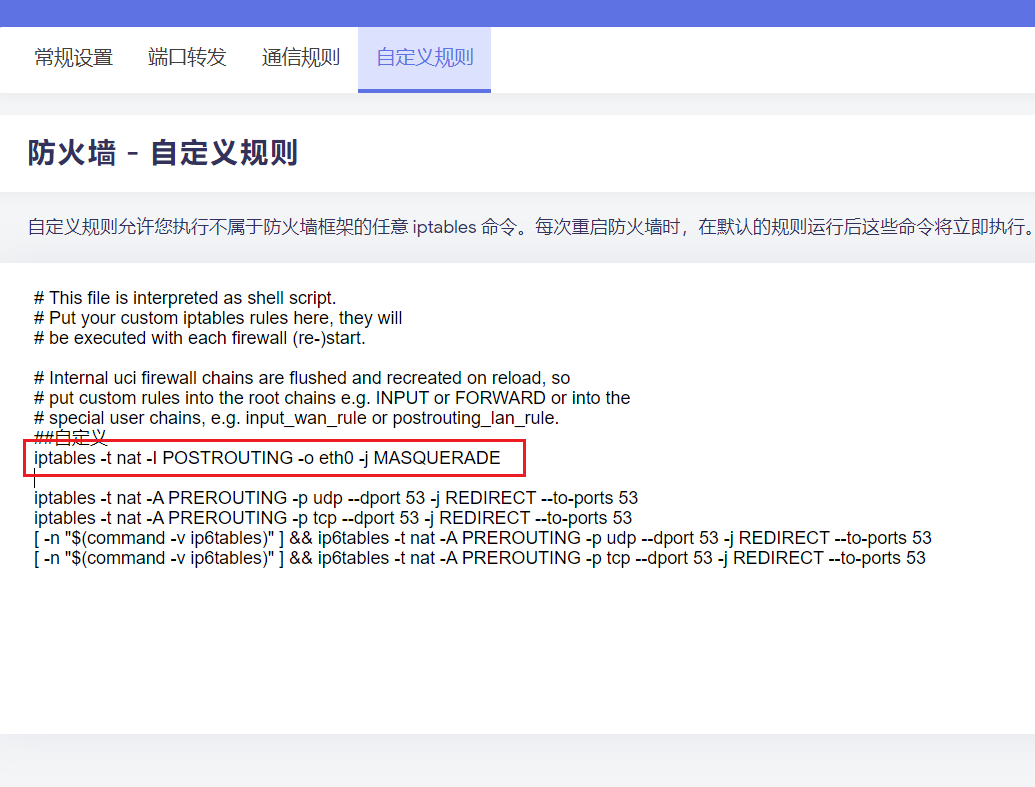 常规设置 端口转发 通信规则 自定义规则
防火墙 - 自定义规则
自定义规则允许您执行不属于防火墙框架的任意 iptables 命令。每次重启防火墙时，在默认的规则运行后这些命令将立即执行。
# This file is interpreted as shell script.
# Put your custom iptables rules here, they will
# be executed with each firewall (re-)start.
# Internal uci firewall chains are flushed and recreated on reload, so
# put custom rules into the root chains e.g. INPUT or FORWARD or into the
# special user chains, e.g. input_wan_rule or postrouting_lan_rule.
##自定义
iptables -t nat -I POSTROUTING -o eth0 -j MASQUERADE
iptables -t nat -A PREROUTING -p udp --dport 53 -j REDIRECT --to-ports 53
iptables -t nat -A PREROUTING -p tcp --dport 53 -j REDIRECT --to-ports 53
[ -n "$(command -v ip6tables)" ] && ip6tables -t nat -A PREROUTING -p udp --dport 53 -j REDIRECT --to-ports 53
[ -n "$(command -v ip6tables)" ] && ip6tables -t nat -A PREROUTING -p tcp --dport 53 -j REDIRECT --to-ports 53